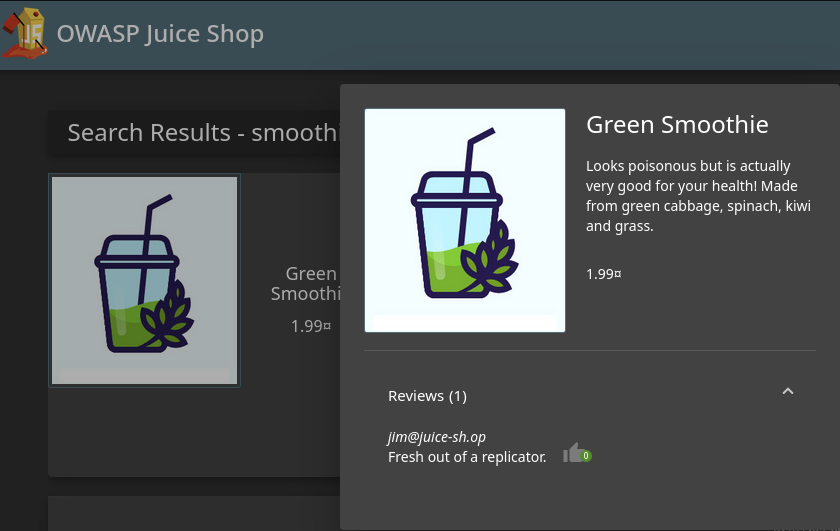 OWASP Juice Shop
Search Results - smoothi
Green
Smoothi
1.99¤
Green Smoothie
Looks poisonous but is actually
very good for your health! Made
from green cabbage, spinach, kiwi
and grass.
1.99¤
Reviews (1)
jim@juice-sh.op
Fresh out of a replicator.
0